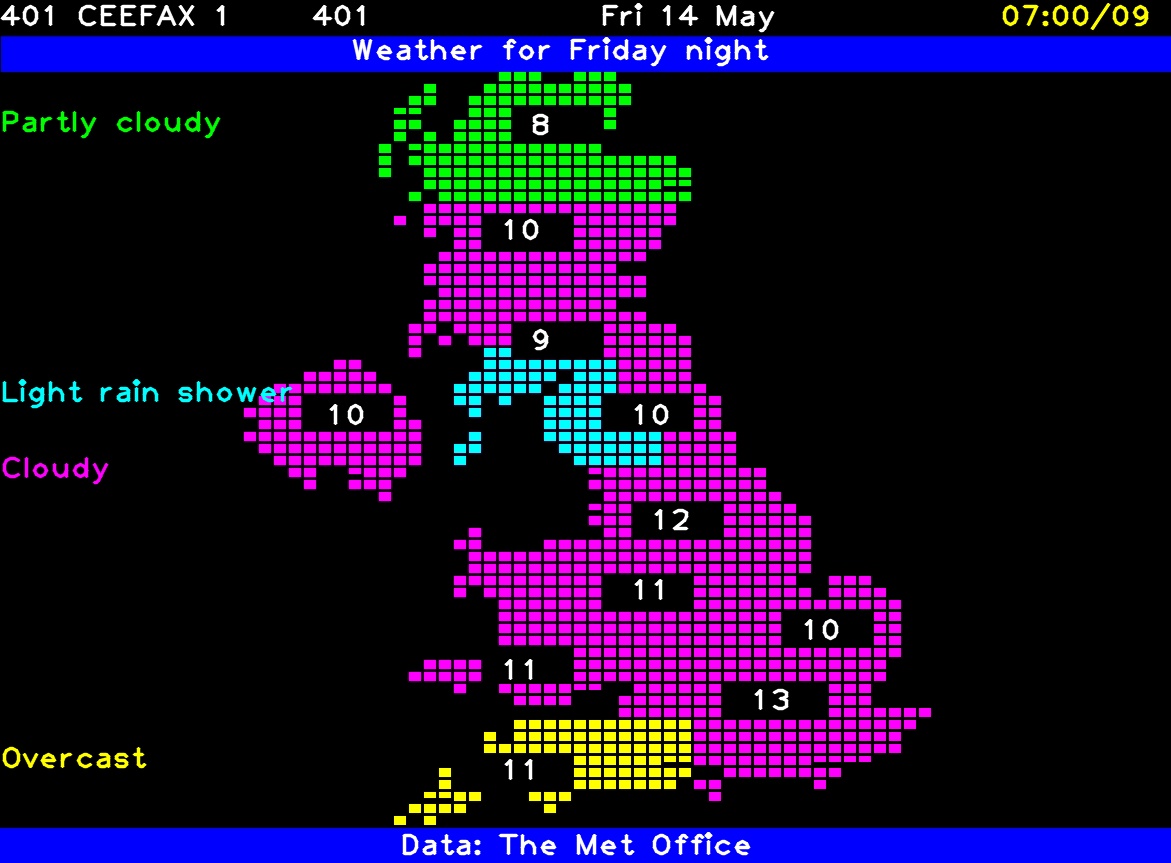 401 CEEFAX 1 401 Fri 14 May 07:00/09
Weather for Friday night
Partly cloudy
8
10
9
Light rain shower
10 10
Cloudy
12
11
10
11
13
Overcast
11
Data: The Met Office